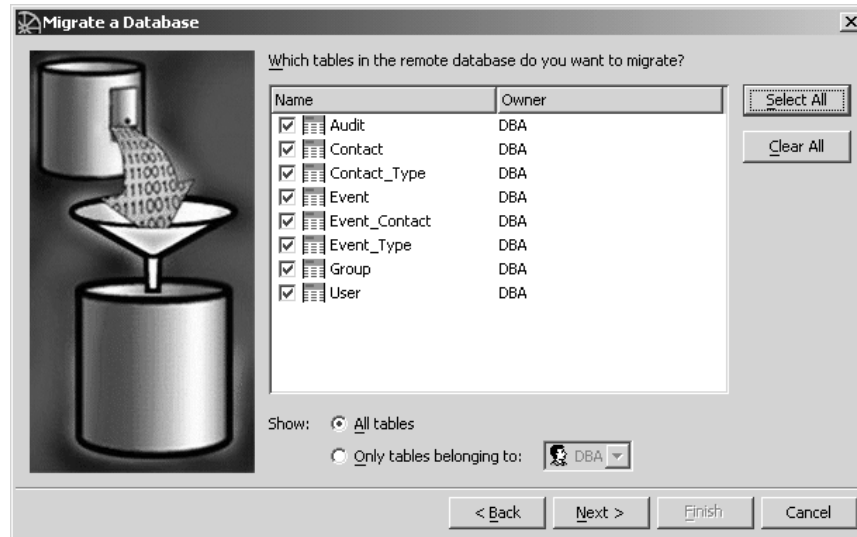 Migrate a Database
Which tables in the remote database do you want to migrate?
Name Owner
Select All
Audit DBA
Contact DBA
Clear All
Contact_Type DBA
Event DBA
Event_Contact DBA
Event_Type DBA
Group DBA
User DBA
Show: All tables
Only tables belonging to: DBA
< Back Next > Finish Cancel